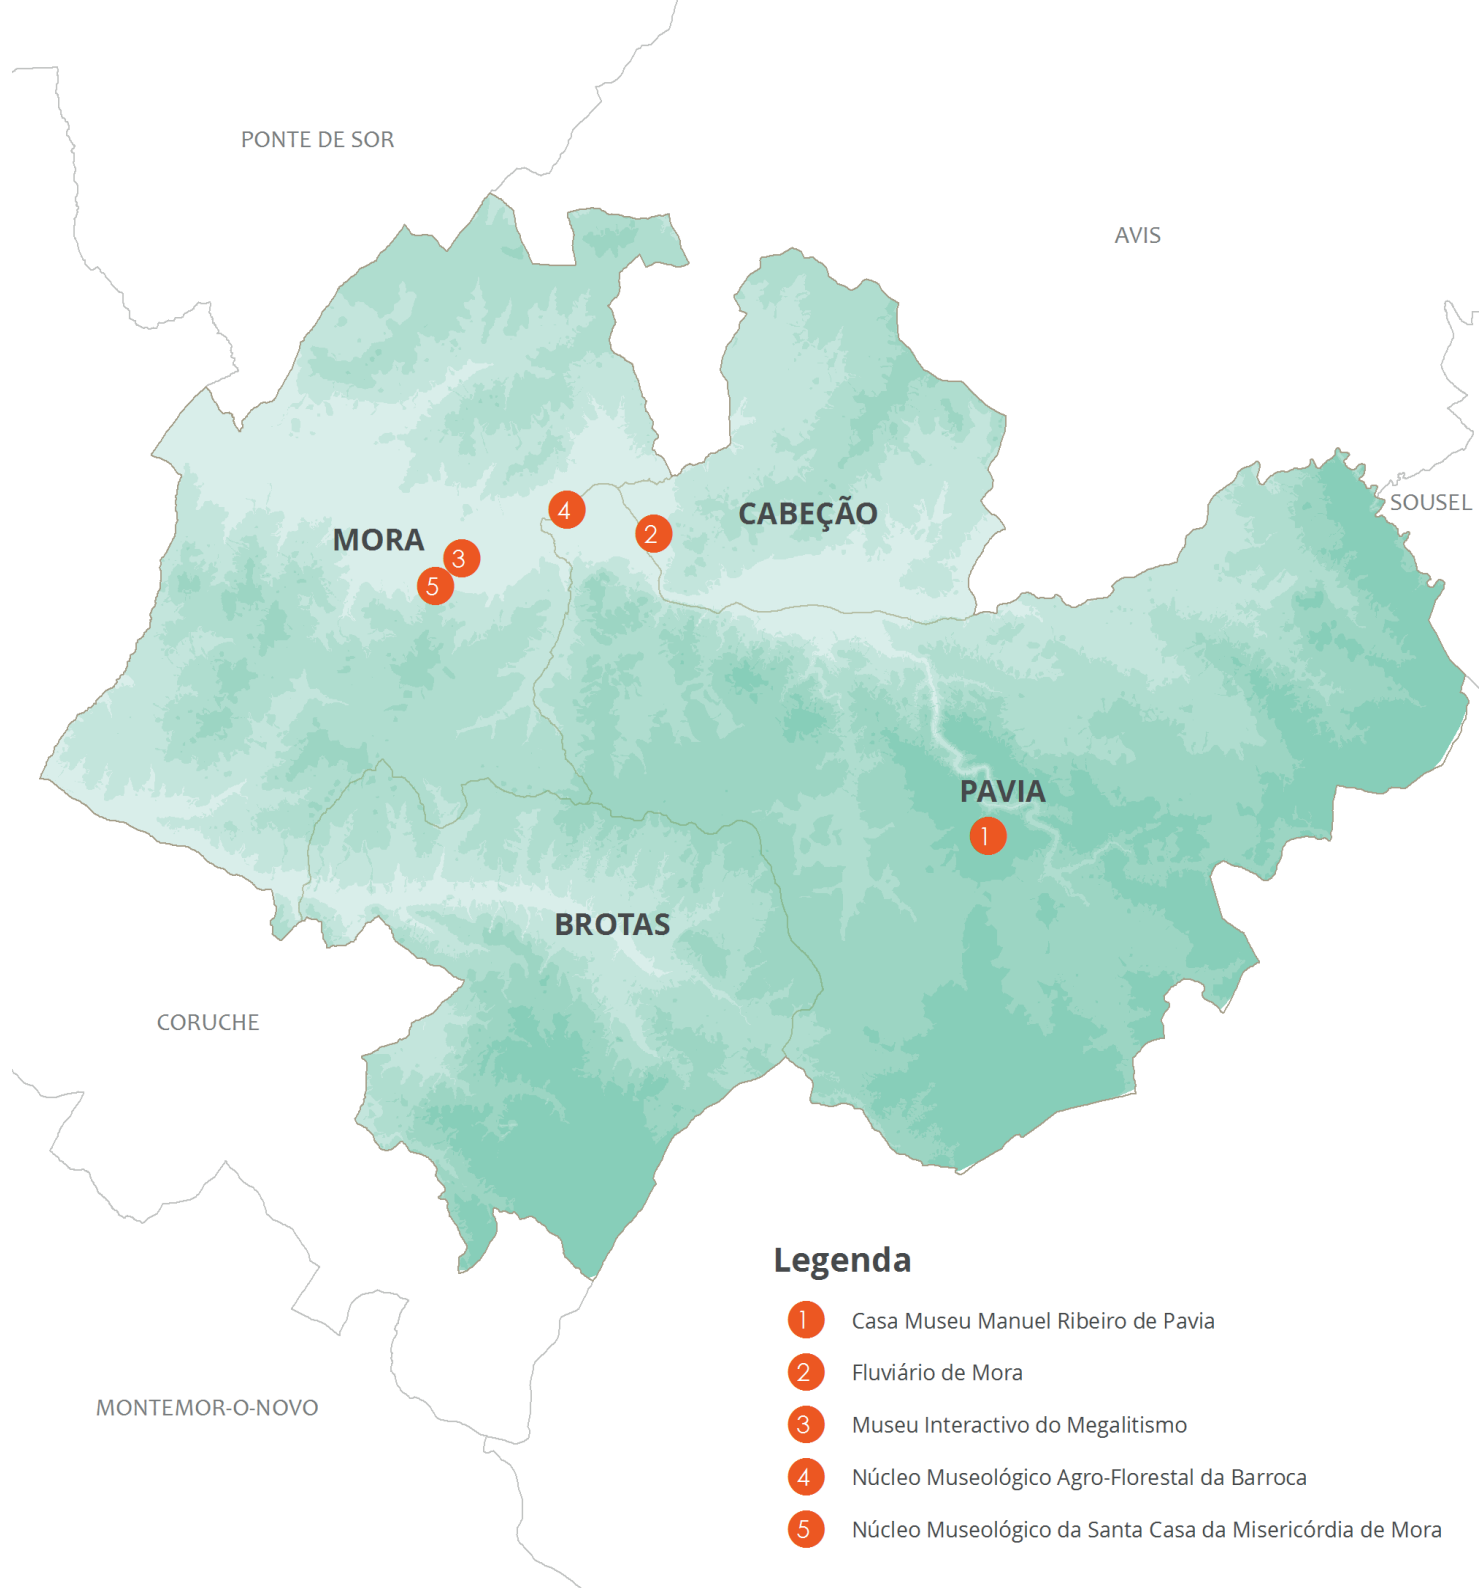 PONTE DE SOR
AVIS
SOUSEL
CABEÇÃO
4
2
MORA
3
5
PAVIA
1
BROTAS
CORUCHE
MONTEMOR-O-NOVO
Legenda
1 Casa Museu Manuel Ribeiro de Pavia
2 Fluviário de Mora
3 Museu Interactivo do Megalitismo
4 Núcleo Museológico Agro-Florestal da Barroca
5 Núcleo Museológico da Santa Casa da Misericórdia de Mora